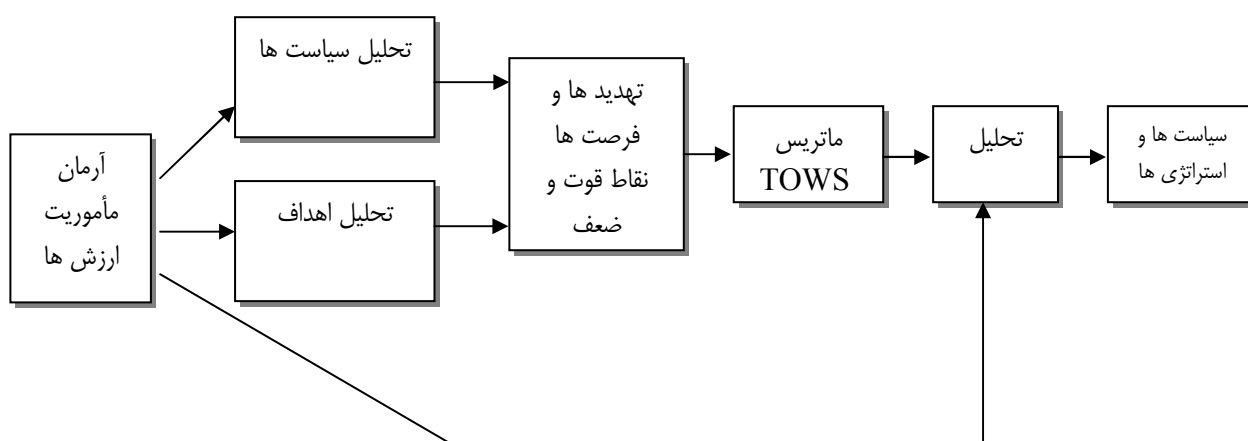 آرمان
مأموریت
ارزش ها
تحلیل سیاست ها
تحلیل اهداف
تهدید ها و
فرصت ها
نقاط قوت و
ضعف
ماتریس
TOWS
تحلیل
سیاست ها و
استراتژی ها